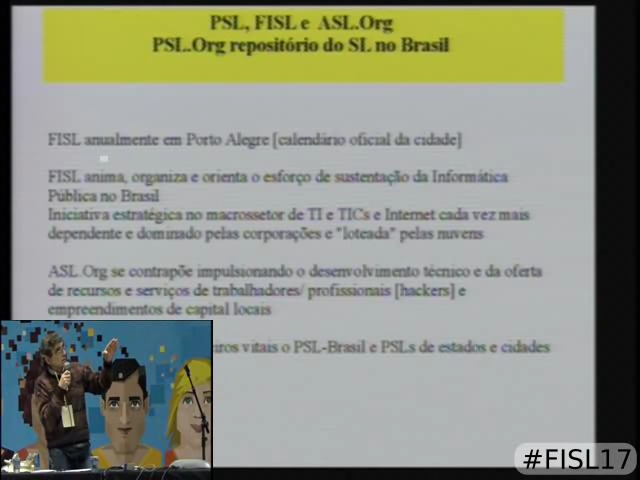 PSL, FISL e ASL.Org
PSL.Org repositório do SL no Brasil
FISL anualmente em Porto Alegre [calendário oficial da cidade]
FISL anima, organiza e orienta o esforço de sustentação da Informática
Pública no Brasil
Iniciativa estratégica no macrossetor de TI e TICs e Internet cada vez mais
dependente e dominado pelas corporações e "loteada" pelas nuvens
ASL.Org se contrapõe impulsionando o desenvolvimento técnico e da oferta
de recursos e serviços de trabalhadores/ profissionais [hackers] e
empreendimentos de capital locais
vitais o PSL-Brasil e PSLs de estados e cidades
#FISL17